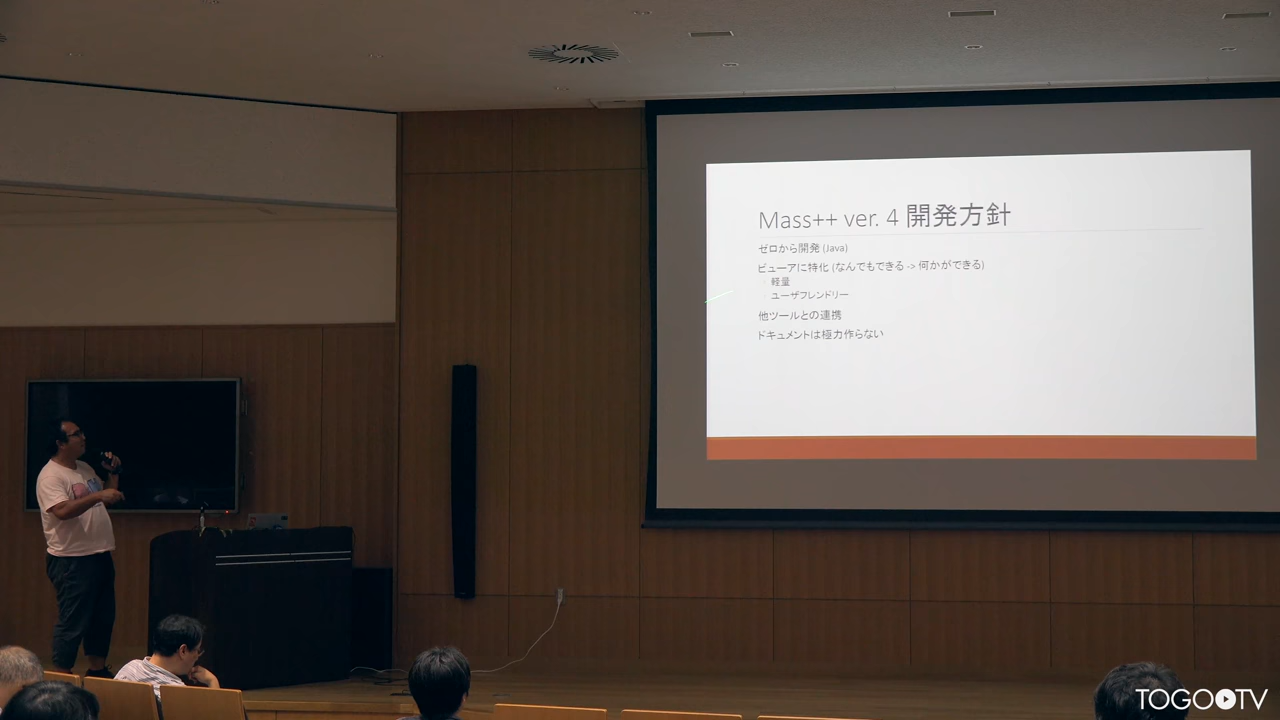 Mass++ ver. 4 開発方針
ゼロから開発 (Java)
ビューアに特化 (なんでもできる -> 何かができる)
軽量
ユーザフレンドリー
他ツールとの連携
ドキュメントは極力作らない
TOGOTV